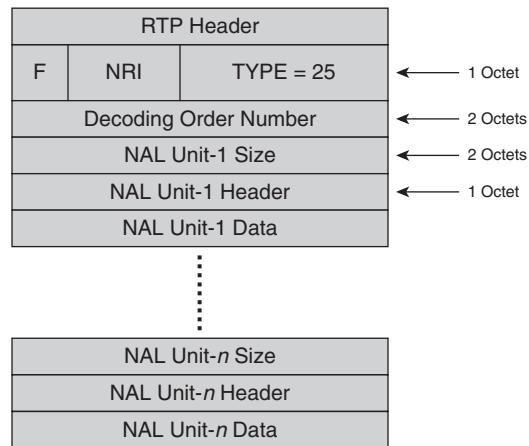 RTP Header
F NRI TYPE = 25 1 Octet
Decoding Order Number 2 Octets
NAL Unit-1 Size 2 Octets
NAL Unit-1 Header 1 Octet
NAL Unit-1 Data
NAL Unit-n Size
NAL Unit-n Header
NAL Unit-n Data